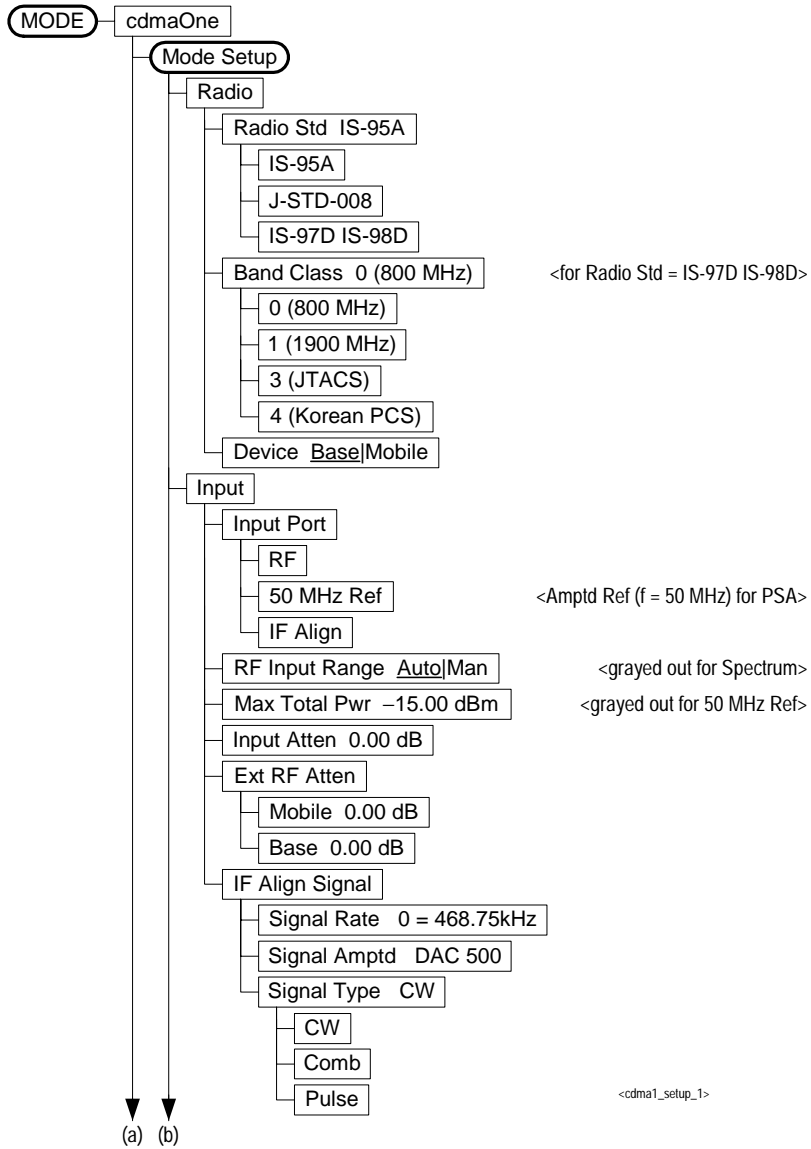 MODE cdmaOne
Mode Setup
Radio
Radio Std IS-95A
IS-95A
J-STD-008
IS-97D IS-98D
Band Class 0 (800 MHz) <for Radio Std = IS-97D IS-98D>
0 (800 MHz)
1 (1900 MHz)
3 (JTACS)
4 (Korean PCS)
Device Base|Mobile
Input
Input Port
RF
50 MHz Ref <Amptd Ref (f = 50 MHz) for PSA>
IF Align
RF Input Range Auto|Man <grayed out for Spectrum>
Max Total Pwr −15.00 dBm <grayed out for 50 MHz Ref>
Input Atten 0.00 dB
Ext RF Atten
Mobile 0.00 dB
Base 0.00 dB
IF Align Signal
Signal Rate 0 = 468.75kHz
Signal Amptd DAC 500
Signal Type CW
CW
Comb
Pulse <cdma1_setup_1>
(a) (b)